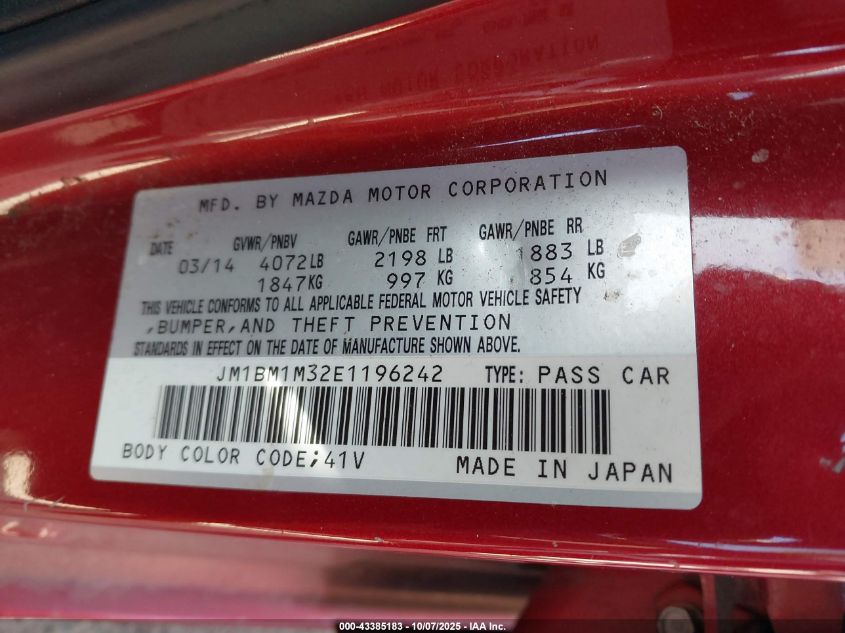 MFD. BY MAZDA MOTOR CORPORATION
DATE GVWR/PNBV GAWR/PNBE FRT GAWR/PNBE RR
03/14 4072LB 2198 LB 1883 LB
1847KG 997 KG 854 KG
THIS VEHICLE CONFORMS TO ALL APPLICABLE FEDERAL MOTOR VEHICLE SAFETY
,BUMPER,AND THEFT PREVENTION
STANDARDS IN EFFECT ON THE DATE OF MANUFACTURE SHOWN ABOVE.
JM1BM1M32E1196242 TYPE: PASS CAR
BODY COLOR CODE;41V MADE IN JAPAN
000-43385183 - 10/07/2025 - IAA Inc.